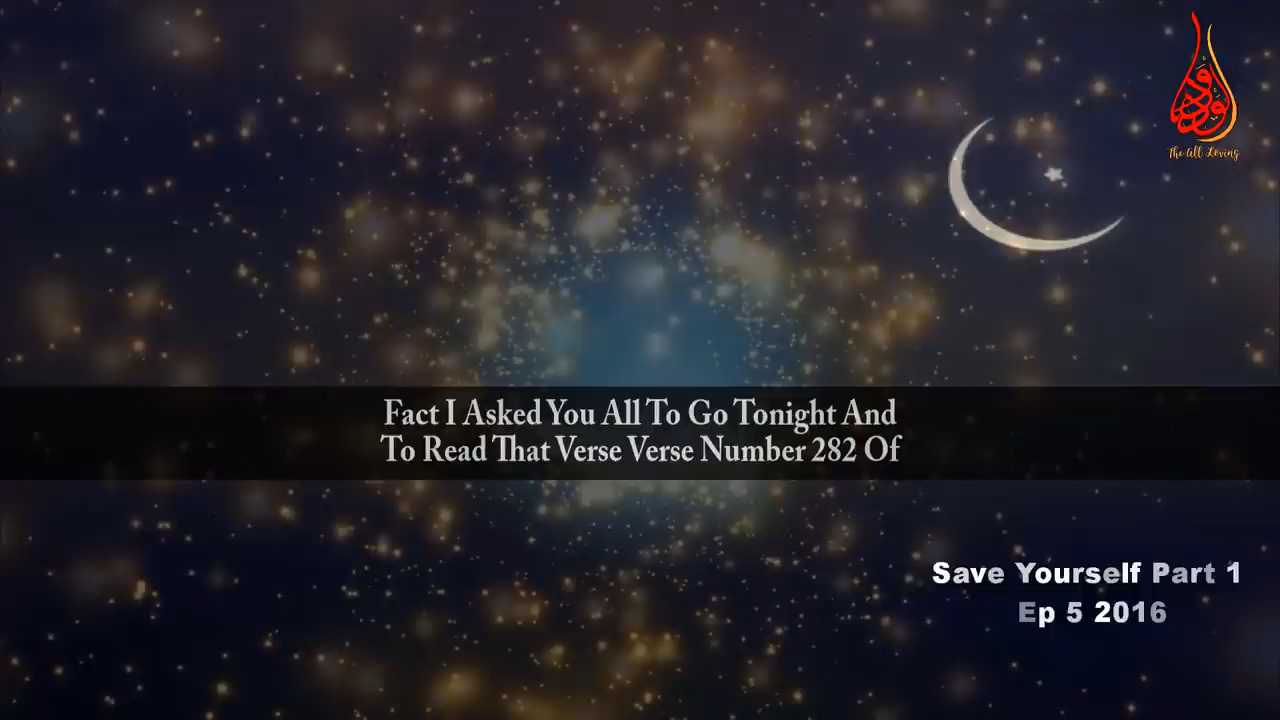 ودود
The All Loving
Fact I Asked You All To Go Tonight And
To Read That Verse Verse Number 282 Of
Save Yourself Part 1
Ep 5 2016